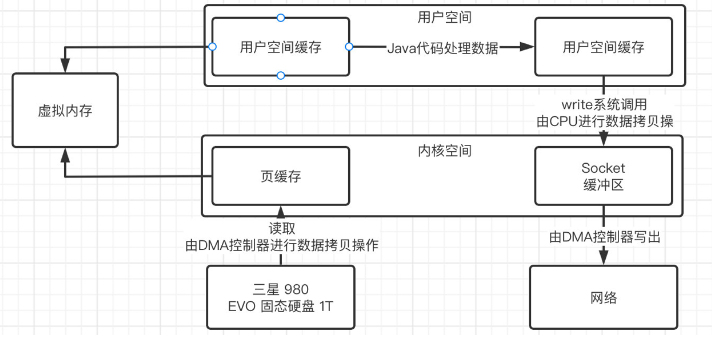 用户空间
用户空间缓存
Java代码处理数据
用户空间缓存
虚拟内存
write系统调用
由CPU进行数据拷贝操
内核空间
页缓存
Socket
缓冲区
读取
由DMA控制器进行数据拷贝操作
由DMA控制器写出
三星 980
EVO 固态硬盘 1T
网络